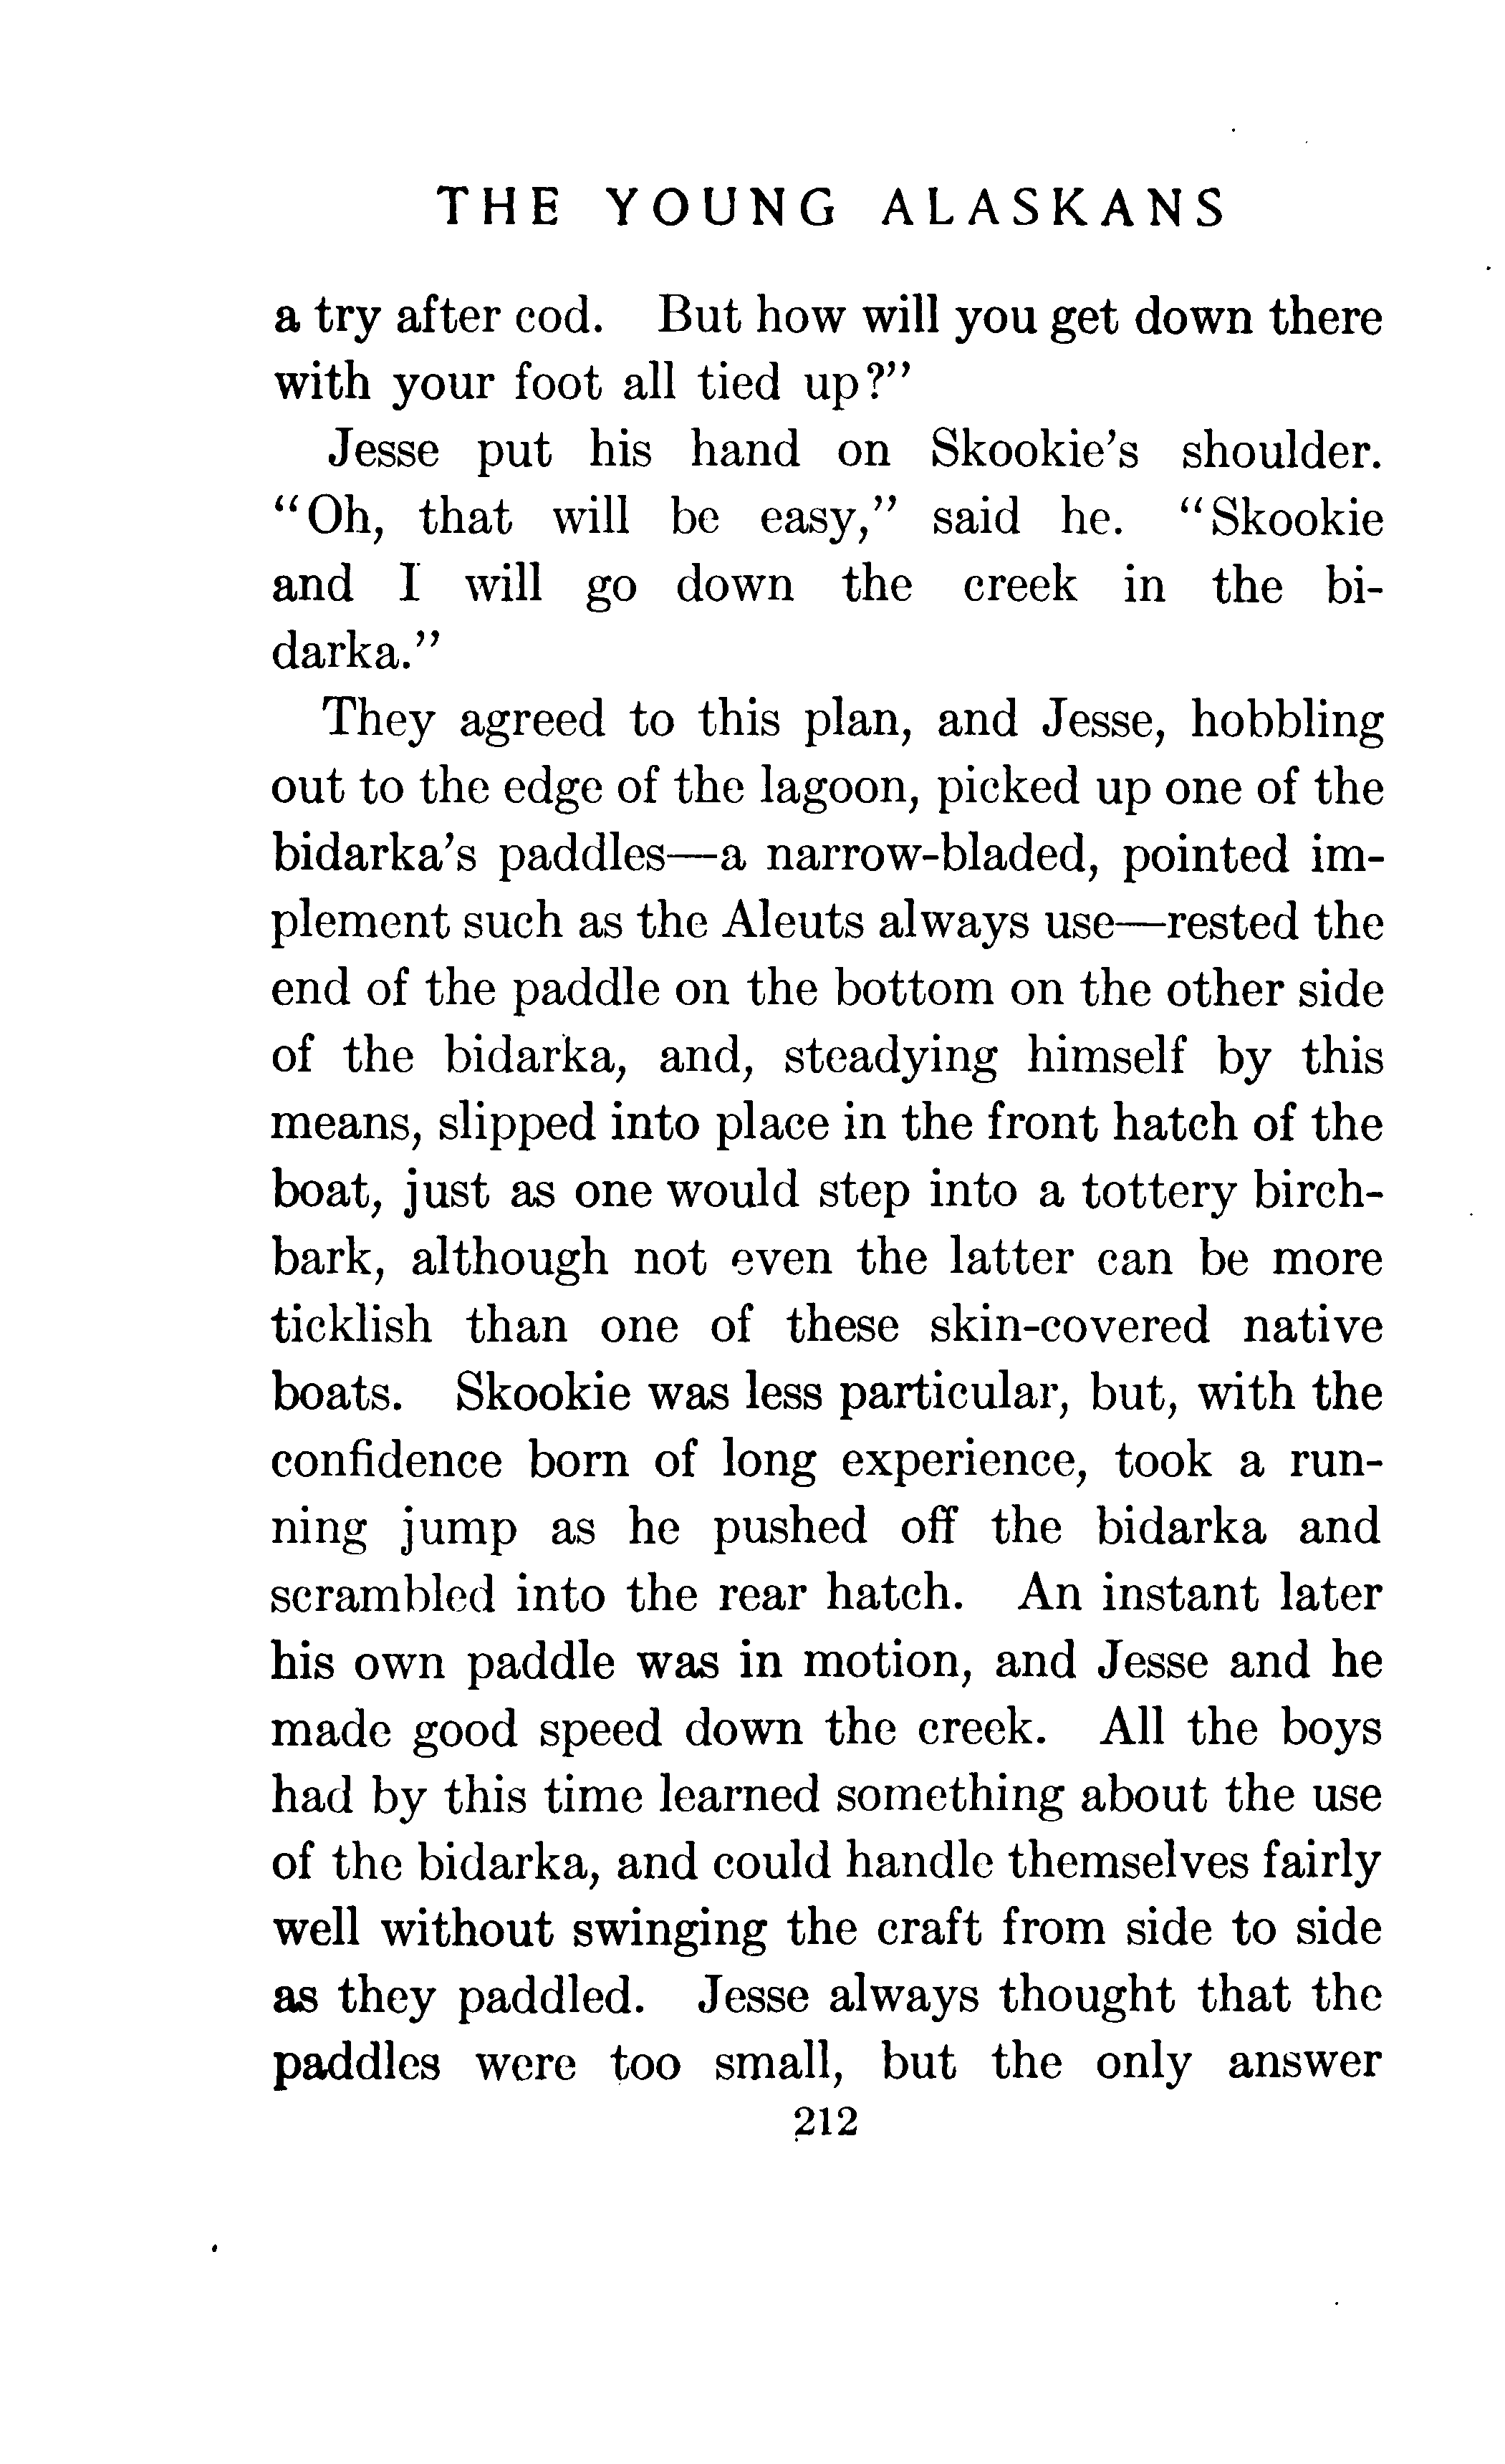 THE YOUNG ALASKANS
a try after cod. But how will you get down there
with your foot all tied up?”
Jesse put his hand on Skookie’s shoulder.
“Oh, that will be easy,” said he. “Skookie
and I will go down the creek in the bi-
darka.”
They agreed to this plan, and Jesse, hobbling
out to the edge of the lagoon, picked up one of the
bidarka’s paddles—a narrow-bladed, pointed im-
plement such as the Aleuts always use—rested the
end of the paddle on the bottom on the other side
of the bidarka, and, steadying himself by this
means, slipped into place in the front hatch of the
boat, just as one would step into a tottery birch-
bark, although not even the latter can be more
ticklish than one of these skin-covered native
boats. Skookie was less particular, but, with the
confidence born of long experience, took a run-
ning jump as he pushed off the bidarka and
scrambled into the rear hatch. An instant later
his own paddle was in motion, and Jesse and he
made good speed down the creek. All the boys
had by this time learned something about the use
of the bidarka, and could handle themselves fairly
well without swinging the craft from side to side
as they paddled. Jesse always thought that the
paddles were too small, but the only answer
212